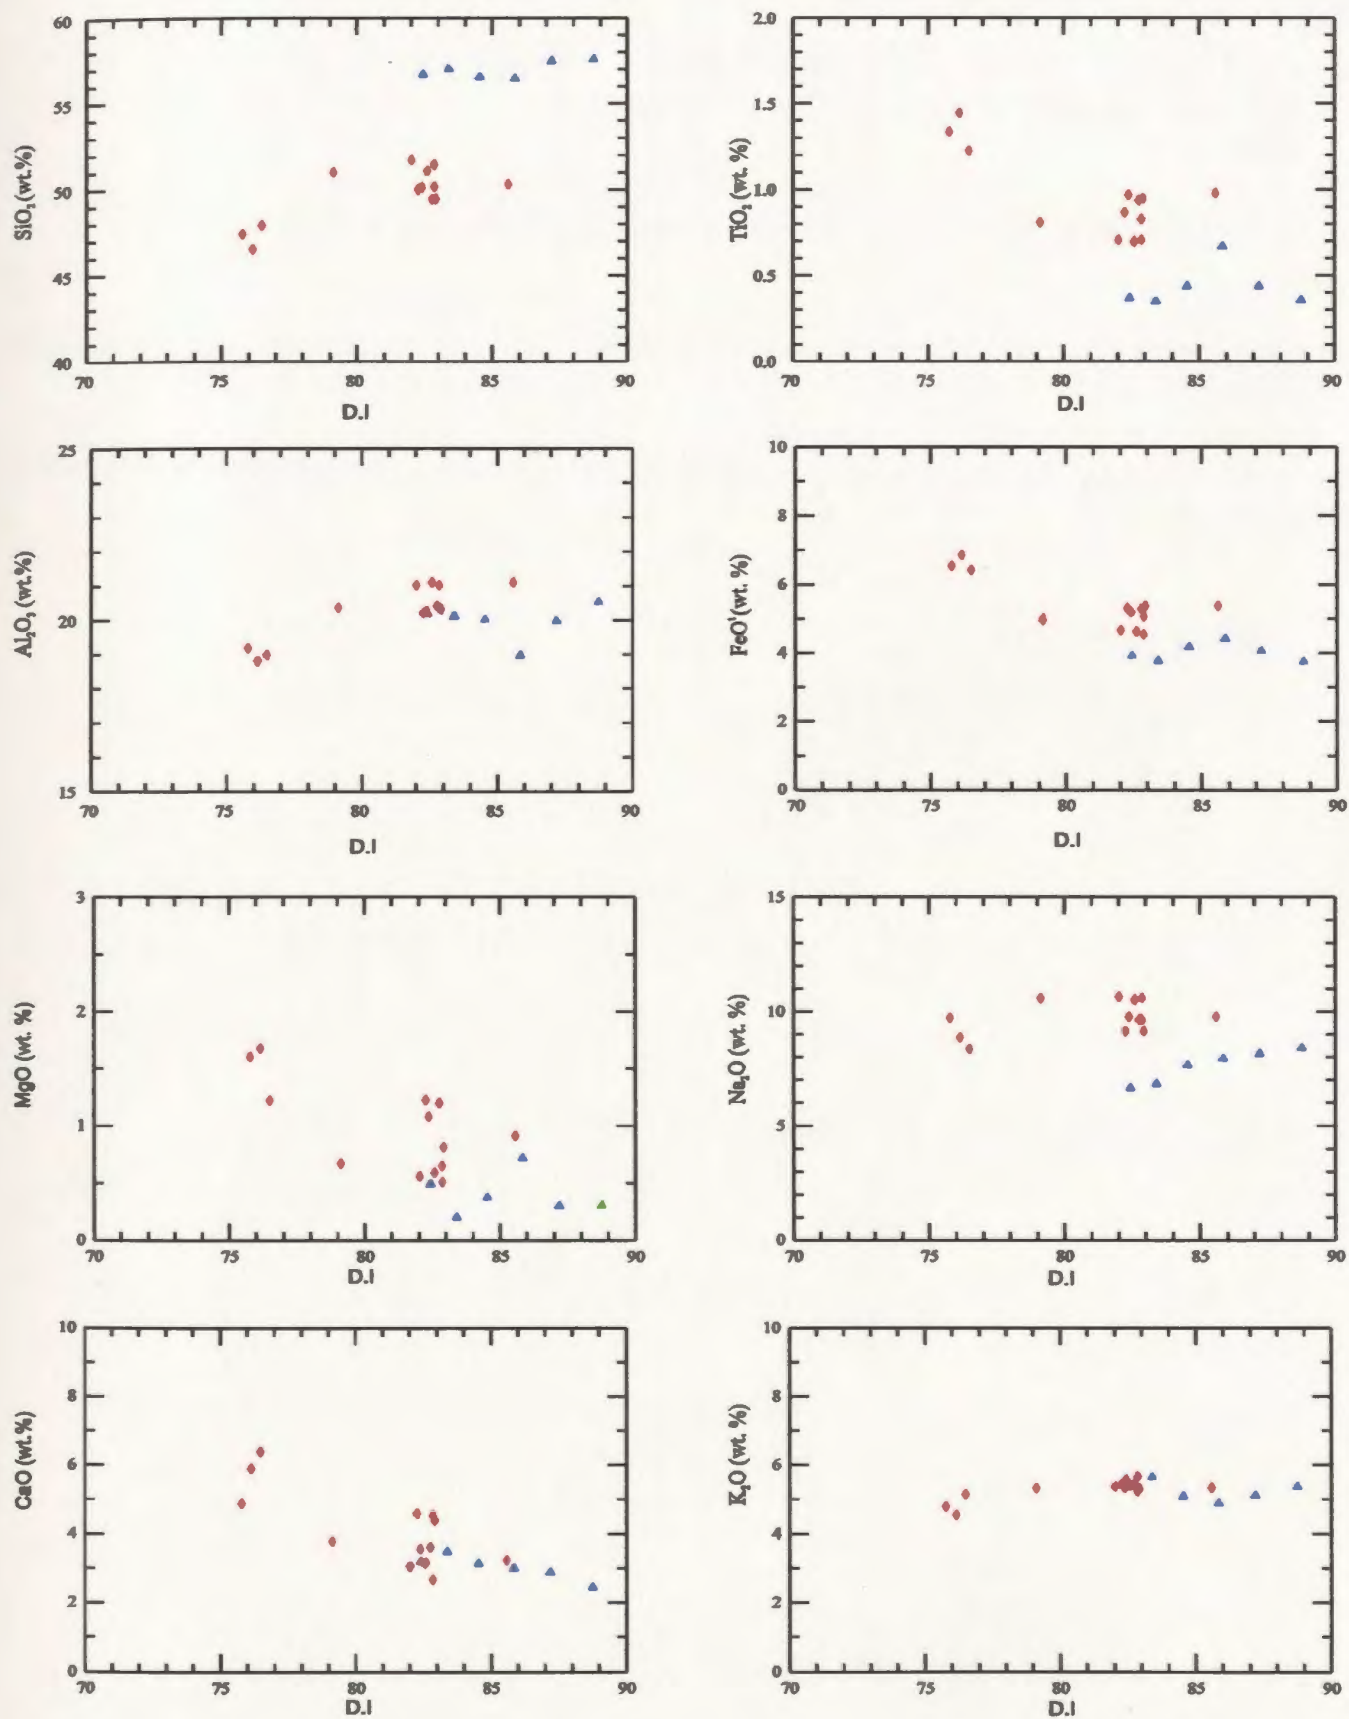 60
55
50
45
40
SiO₂ (wt.%)
70 75 80 85 90
D.I
2.0
1.5
1.0
0.5
0.0
TiO₂ (wt. %)
70 75 80 85 90
D.I
25
20
15
Al₂O₃ (wt.%)
70 75 80 85 90
D.I
10
8
6
4
2
0
FeOᵗ (wt. %)
70 75 80 85 90
D.I
3
2
1
0
MgO (wt. %)
70 75 80 85 90
D.I
15
10
5
0
Na₂O (wt. %)
70 75 80 85 90
D.I
10
8
6
4
2
0
CaO (wt.%)
70 75 80 85 90
D.I
10
8
6
4
2
0
K₂O (wt. %)
70 75 80 85 90
D.I